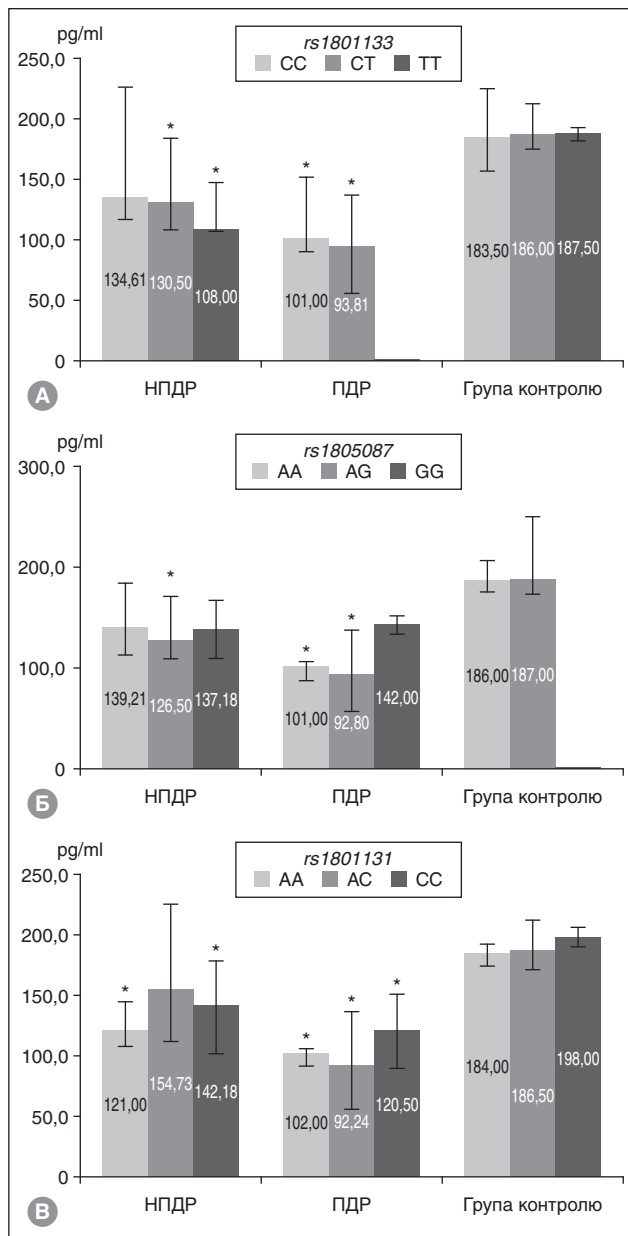 pg/ml
rs1801133
CC CT TT
250,0
200,0
150,0
100,0
50,0
0
* * * *
134,61 130,50 108,00 101,00 93,81 183,50 186,00 187,50
НПДР ПДР Група контролю
А
pg/ml
rs1805087
AA AG GG
300,0
200,0
100,0
0
* * *
139,21 126,50 137,18 101,00 92,80 142,00 186,00 187,00
НПДР ПДР Група контролю
Б
pg/ml
rs1801131
AA AC CC
250,0
200,0
150,0
100,0
50,0
0
* * * * *
121,00 154,73 142,18 102,00 92,24 120,50 184,00 186,50 198,00
НПДР ПДР Група контролю
В